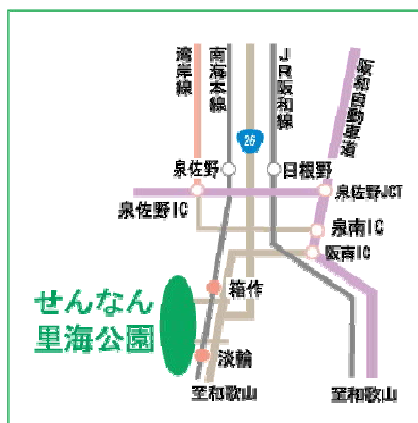 湾岸線
南海本線
JR阪和線
阪和自動車道
26
泉佐野
日根野
泉佐野IC
泉佐野JCT
泉南IC
阪南IC
箱作
せんなん
里海公園
淡輪
至和歌山
至和歌山